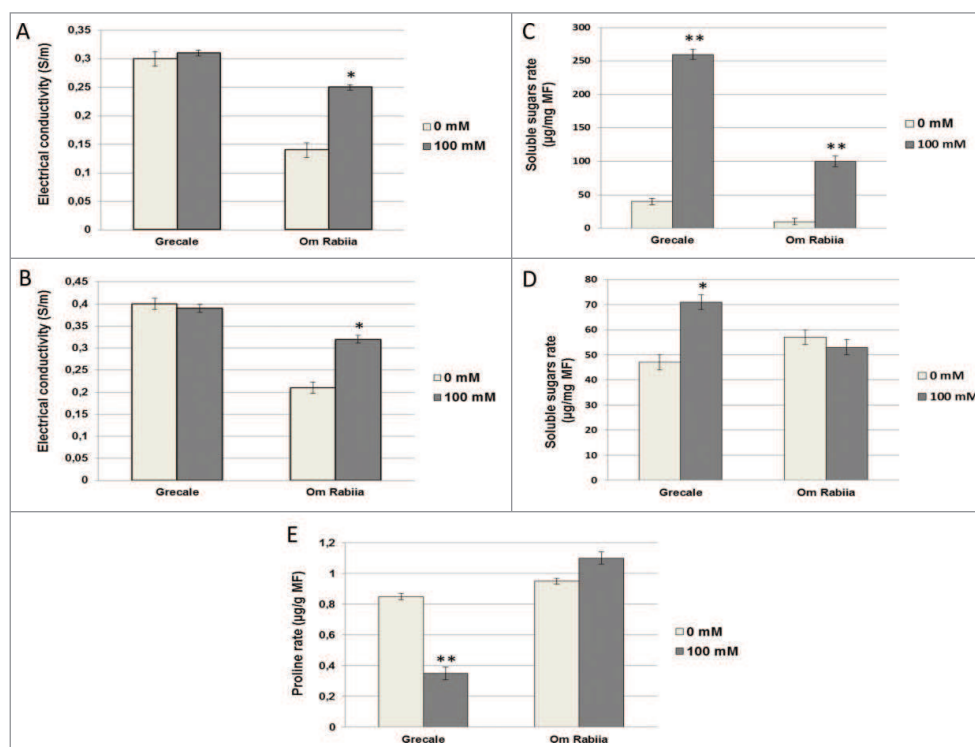 A
Electrical conductivity (S/m)
0,35
0,3
0,25
0,2
0,15
0,1
0,05
0
*
Grecale
Om Rabiia
0 mM
100 mM
C
Soluble sugars rate
(µg/mg MF)
300
250
200
150
100
50
0
**
**
Grecale
Om Rabiia
0 mM
100 mM
B
Electrical conductivity (S/m)
0,45
0,4
0,35
0,3
0,25
0,2
0,15
0,1
0,05
0
*
Grecale
Om Rabiia
0 mM
100 mM
D
Soluble sugars rate
(µg/mg MF)
80
70
60
50
40
30
20
10
0
*
Grecale
Om Rabiia
0 mM
100 mM
E
Proline rate (µg/g MF)
1,2
1
0,8
0,6
0,4
0,2
0
**
Grecale
Om Rabiia
0 mM
100 mM